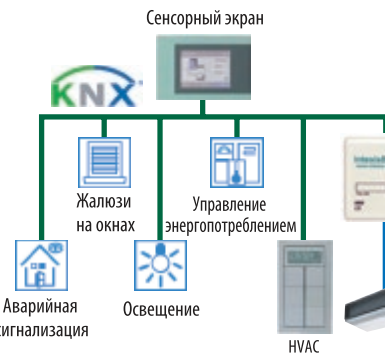 Сенсорный экран
KNX
Жалюзи
на окнах
Управление
энергопотреблением
Аварийная
сигнализация
Освещение
HVAC